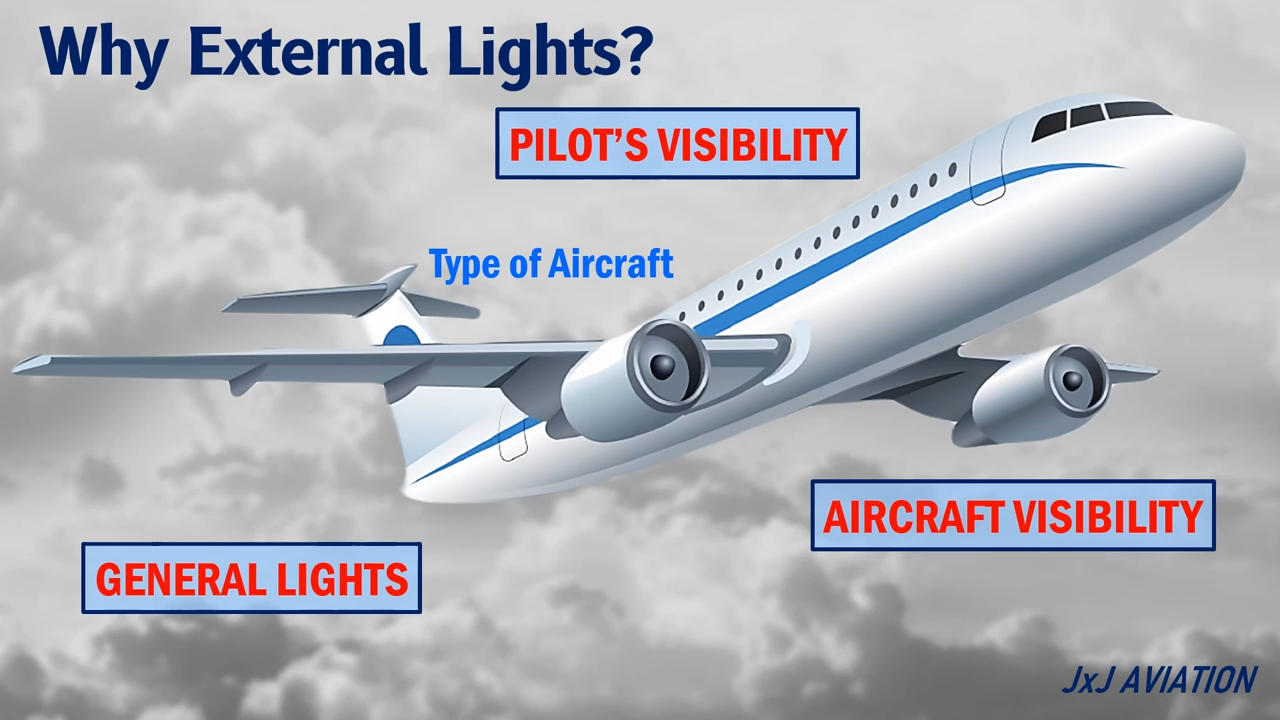 Why External Lights?
PILOT'S VISIBILITY
Type of Aircraft
AIRCRAFT VISIBILITY
GENERAL LIGHTS
JxJ AVIATION